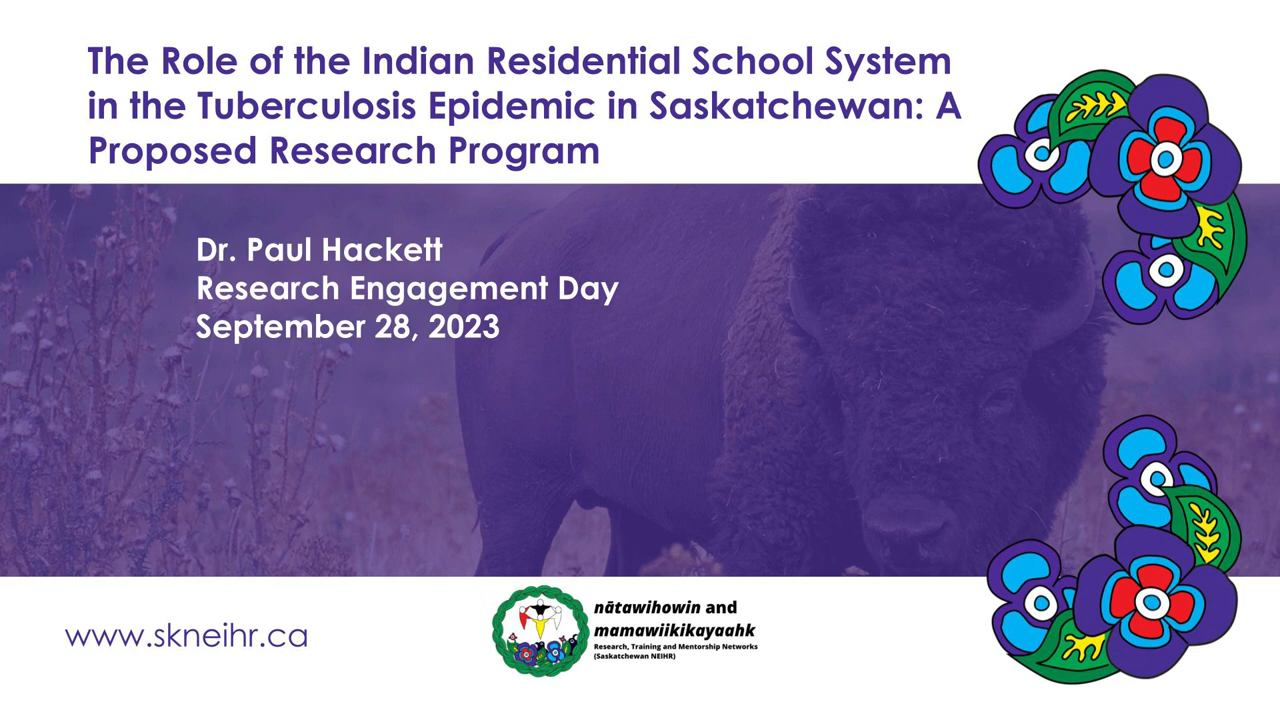 The Role of the Indian Residential School System
in the Tuberculosis Epidemic in Saskatchewan: A
Proposed Research Program
Dr. Paul Hackett
Research Engagement Day
September 28, 2023
www.skneihr.ca
nātawihowin and
mamawiikikayaahk
Research, Training and Mentorship Networks
(Saskatchewan NEIHR)